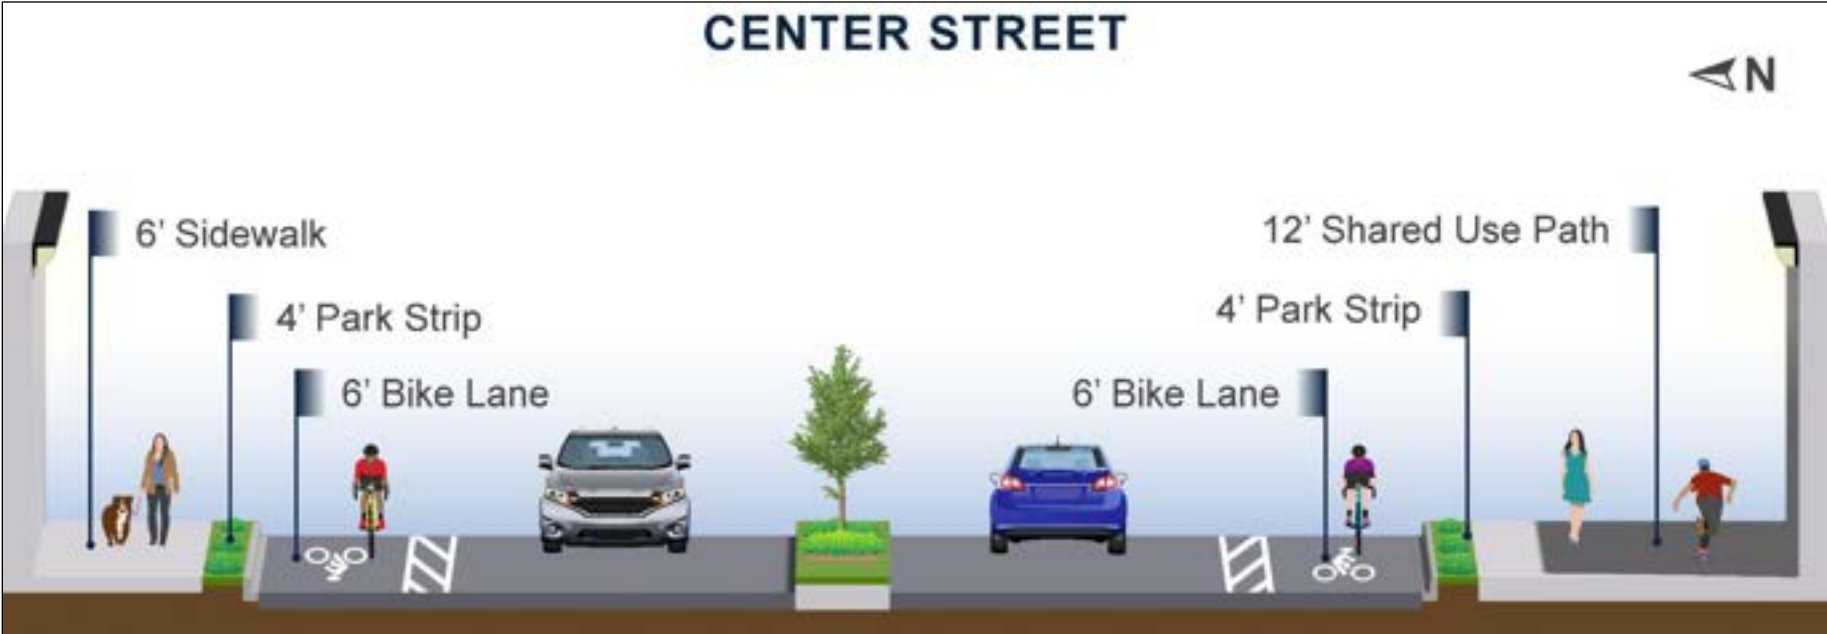 CENTER STREET
N
6’ Sidewalk
12’ Shared Use Path
4’ Park Strip
4’ Park Strip
6’ Bike Lane
6’ Bike Lane